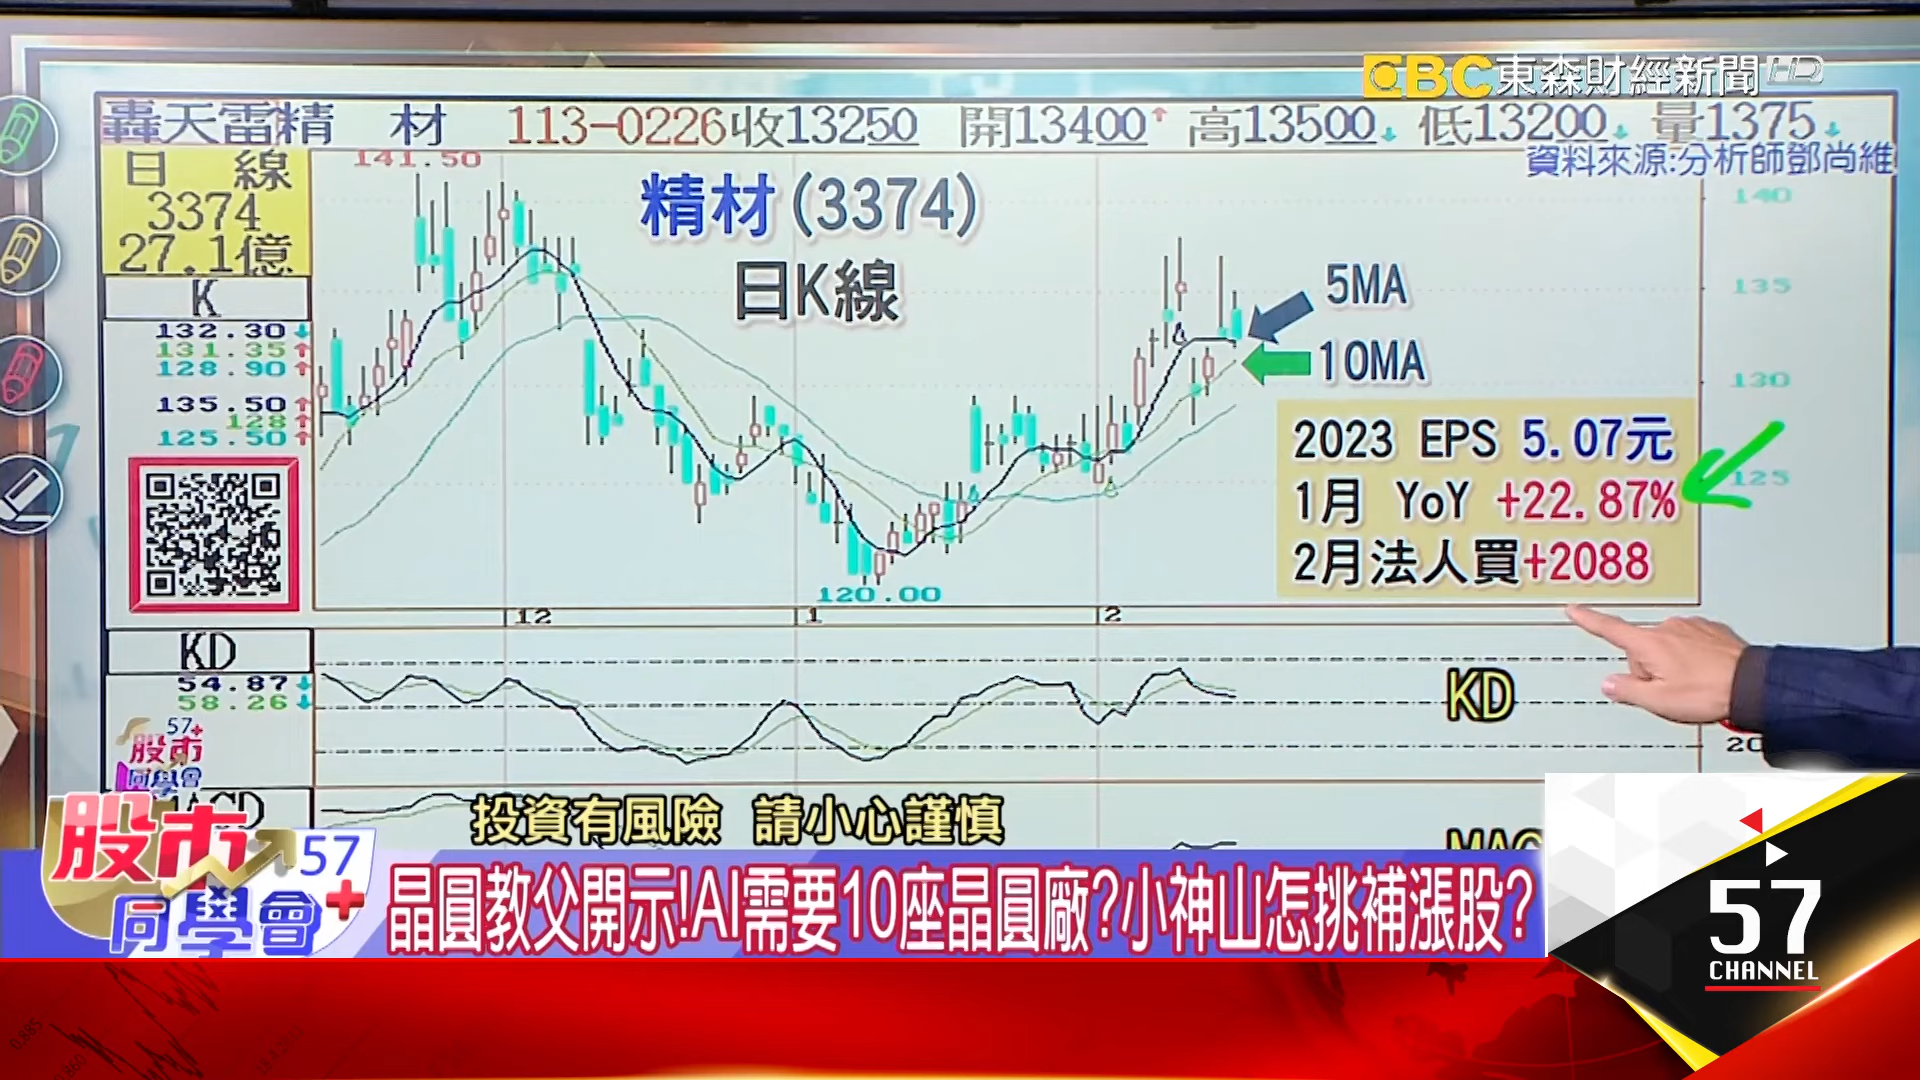 EBC東森財經新聞HD
轟天雷精 材 113-0226收13250 開13400↑ 高13500↓ 低13200↓ 量1375↓
資料來源:分析師鄧尚維
日 線
3374
27.1億
K
132.30↓
131.35↑
128.90↑
135.50↑
128↑
125.50↑
141.50
精材(3374)
日K線
5MA
10MA
140
135
130
125
2023 EPS 5.07元
1月 YoY +22.87%
2月法人買+2088
120.00
12
1
2
KD
54.87↓
58.26↓
KD
20
57+
股市
同學會
投資有風險 請小心謹慎
股市57
同學會+
晶圓教父開示!AI需要10座晶圓廠?小神山怎挑補漲股?
57
CHANNEL